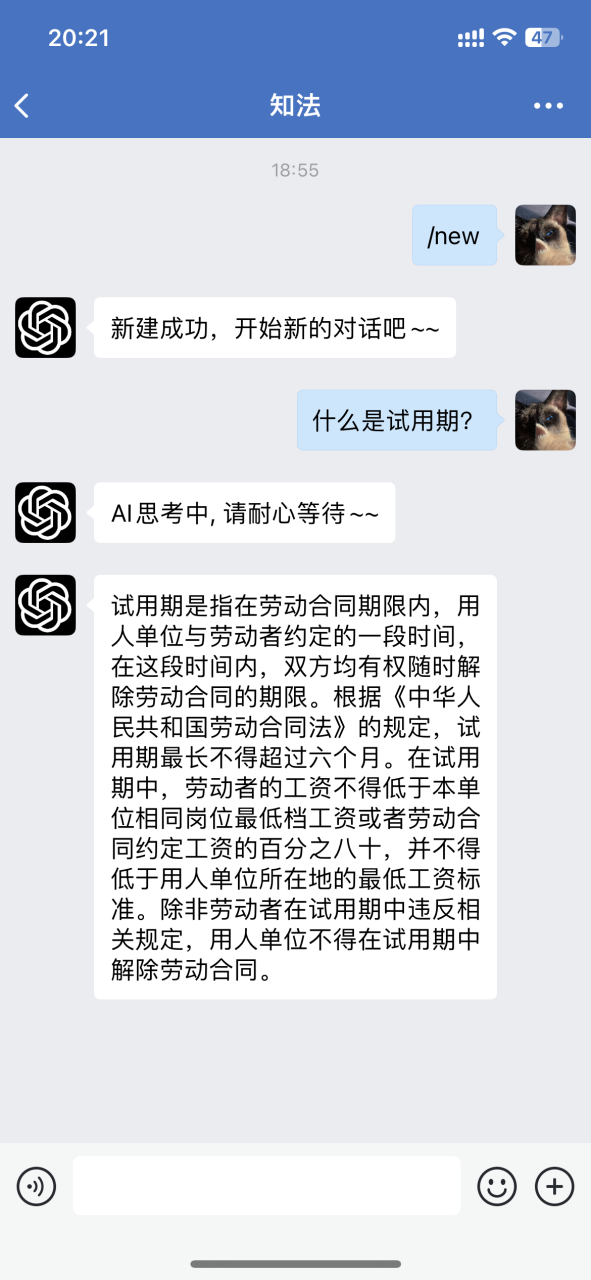 20:21
47
知法
18:55
/new
新建成功，开始新的对话吧~~
什么是试用期？
AI思考中, 请耐心等待~~
试用期是指在劳动合同期限内，用
人单位与劳动者约定的一段时间，
在这段时间内，双方均有权随时解
除劳动合同的期限。根据《中华人
民共和国劳动合同法》的规定，试
用期最长不得超过六个月。在试用
期中，劳动者的工资不得低于本单
位相同岗位最低档工资或者劳动合
同约定工资的百分之八十，并不得
低于用人单位所在地的最低工资标
准。除非劳动者在试用期中违反相
关规定，用人单位不得在试用期中
解除劳动合同。